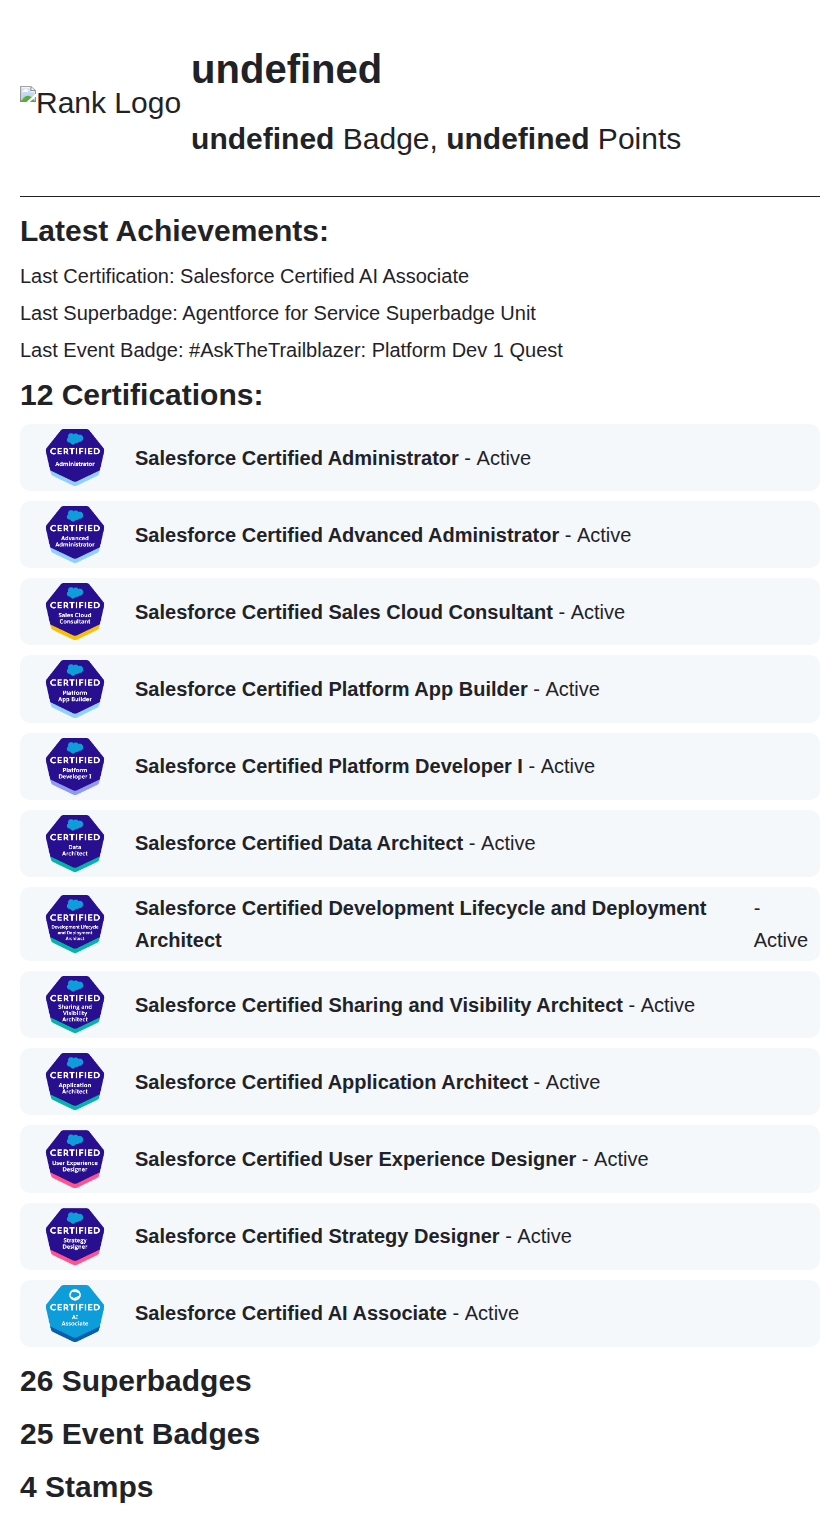 undefined
Rank Logo
undefined Badge, undefined Points
Latest Achievements:
Last Certification: Salesforce Certified AI Associate
Last Superbadge: Agentforce for Service Superbadge Unit
Last Event Badge: #AskTheTrailblazer: Platform Dev 1 Quest
12 Certifications:
CERTIFIED
Administrator
Salesforce Certified Administrator - Active
CERTIFIED
Advanced
Administrator
Salesforce Certified Advanced Administrator - Active
CERTIFIED
Sales Cloud
Consultant
Salesforce Certified Sales Cloud Consultant - Active
CERTIFIED
Platform
App Builder
Salesforce Certified Platform App Builder - Active
CERTIFIED
Platform
Developer I
Salesforce Certified Platform Developer I - Active
CERTIFIED
Data
Architect
Salesforce Certified Data Architect - Active
CERTIFIED
Development Lifecycle
and Deployment
Architect
Salesforce Certified Development Lifecycle and Deployment -
Architect Active
CERTIFIED
Sharing and
Visibility
Architect
Salesforce Certified Sharing and Visibility Architect - Active
CERTIFIED
Application
Architect
Salesforce Certified Application Architect - Active
CERTIFIED
User Experience
Designer
Salesforce Certified User Experience Designer - Active
CERTIFIED
Strategy
Designer
Salesforce Certified Strategy Designer - Active
CERTIFIED
AI
Associate
Salesforce Certified AI Associate - Active
26 Superbadges
25 Event Badges
4 Stamps